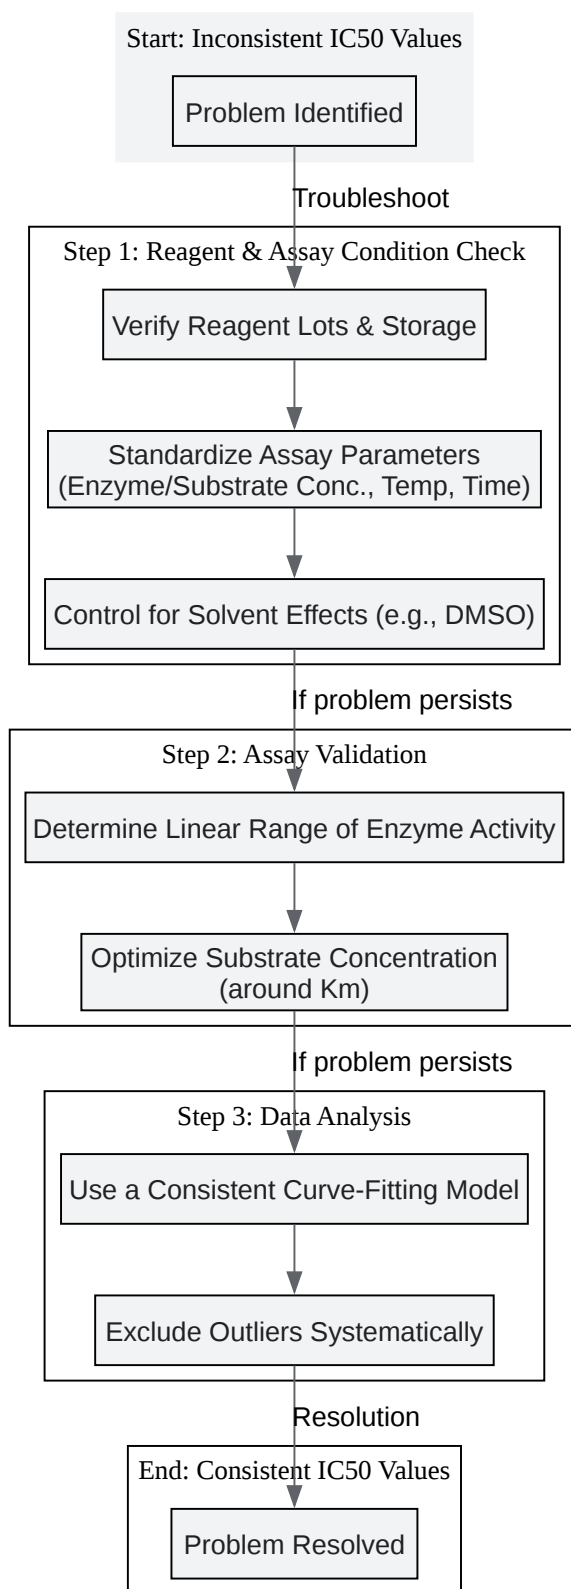 Start: Inconsistent IC50 Values
Problem Identified
Troubleshoot
Step 1: Reagent & Assay Condition Check
Verify Reagent Lots & Storage
Standardize Assay Parameters
(Enzyme/Substrate Conc., Temp, Time)
Control for Solvent Effects (e.g., DMSO)
If problem persists
Step 2: Assay Validation
Determine Linear Range of Enzyme Activity
Optimize Substrate Concentration
(around Km)
If problem persists
Step 3: Data Analysis
Use a Consistent Curve-Fitting Model
Exclude Outliers Systematically
Resolution
End: Consistent IC50 Values
Problem Resolved